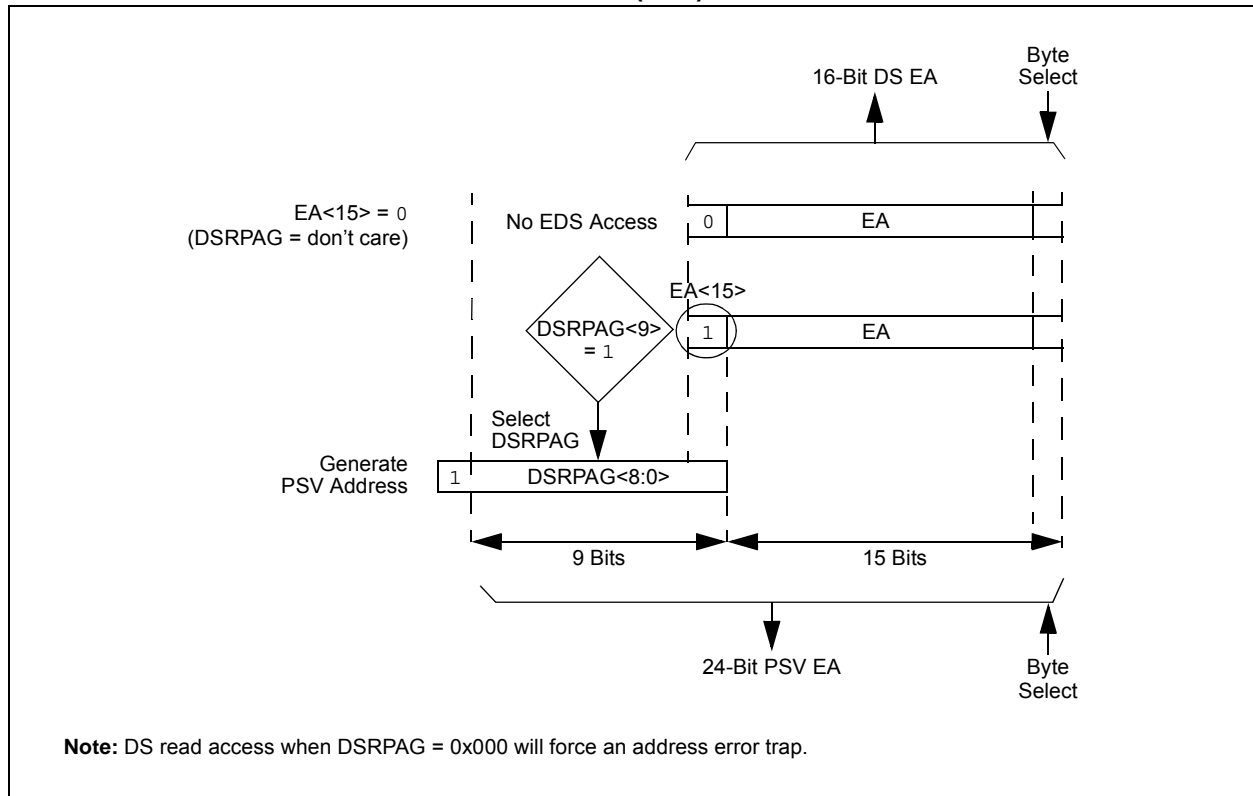 Byte
Select
16-Bit DS EA
EA<15> = 0
(DSRPAG = don't care)
No EDS Access
0
EA
EA<15>
DSRPAG<9>
= 1
1
EA
Select
DSRPAG
Generate
PSV Address
1
DSRPAG<8:0>
9 Bits
15 Bits
24-Bit PSV EA
Byte
Select
Note: DS read access when DSRPAG = 0x000 will force an address error trap.